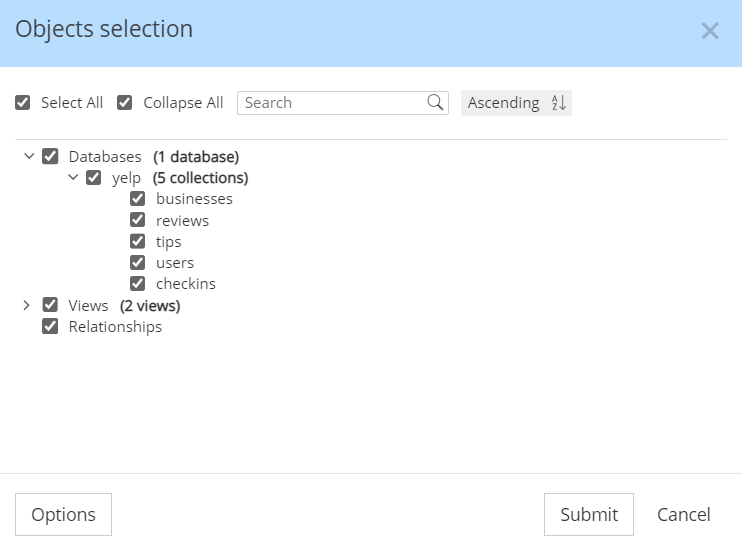 Objects selection
Select All Collapse All Search Ascending
Databases (1 database)
yelp (5 collections)
businesses
reviews
tips
users
checkins
Views (2 views)
Relationships
Options Submit Cancel